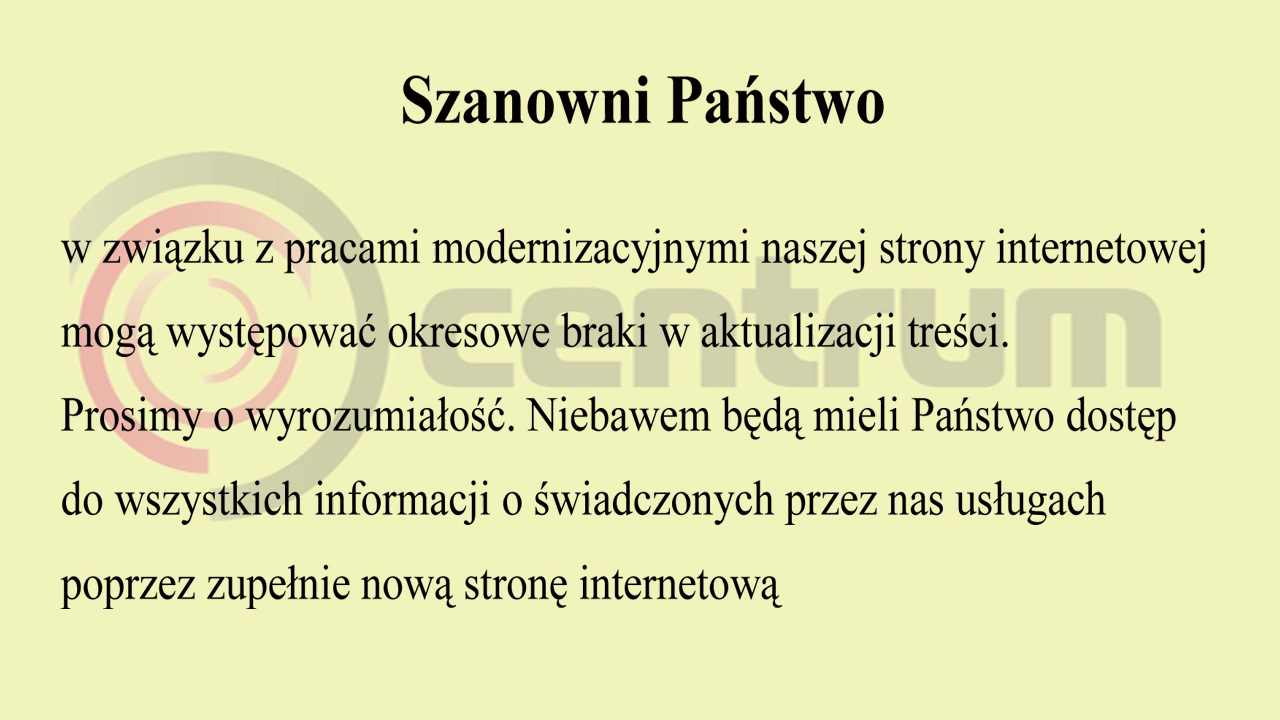 Szanowni Państwo
w związku z pracami modernizacyjnymi naszej strony internetowej
mogą występować okresowe braki w aktualizacji treści.
Prosimy o wyrozumiałość. Niebawem będą mieli Państwo dostęp
do wszystkich informacji o świadczonych przez nas usługach
poprzez zupełnie nową stronę internetową
centrum